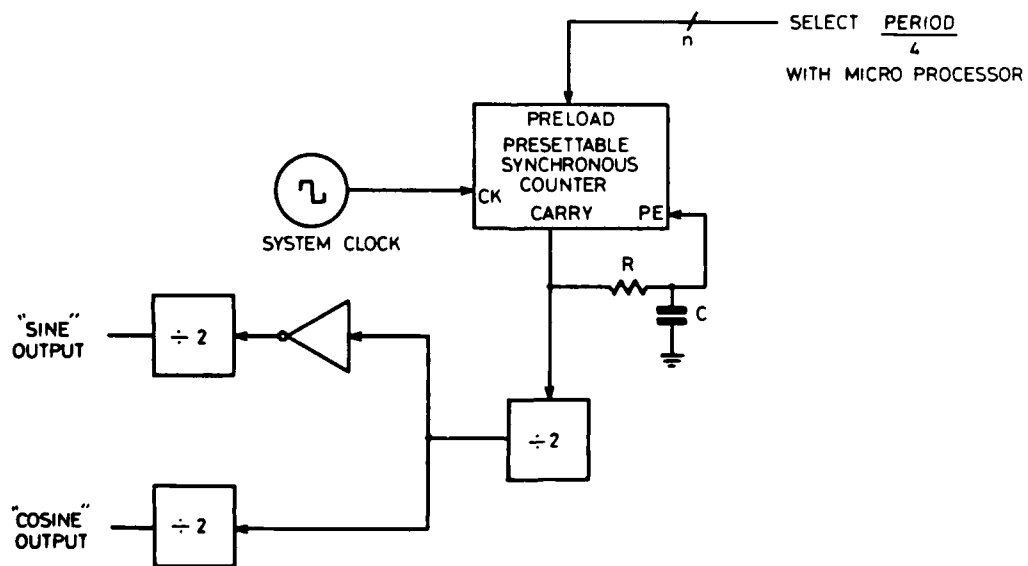 SELECT PERIOD
4
n
WITH MICRO PROCESSOR
PRELOAD
PRESETTABLE
SYNCHRONOUS
COUNTER
CK
CARRY PE
SYSTEM CLOCK
R
C
"SINE"
OUTPUT
÷ 2
÷ 2
"COSINE"
OUTPUT
÷ 2